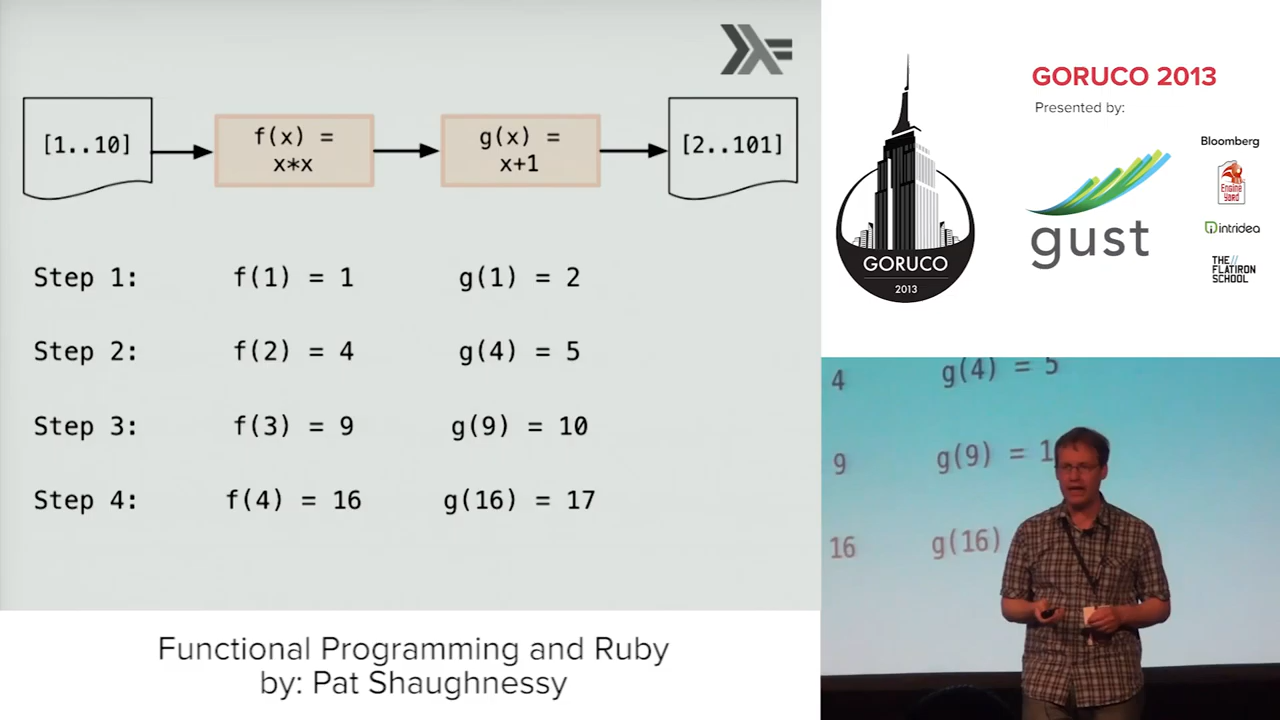 [1..10]
f(x) =
x*x
g(x) =
x+1
[2..101]
Step 1: f(1) = 1 g(1) = 2
Step 2: f(2) = 4 g(4) = 5
Step 3: f(3) = 9 g(9) = 10
Step 4: f(4) = 16 g(16) = 17
Functional Programming and Ruby
by: Pat Shaughnessy
GORUCO 2013
Presented by:
GORUCO
2013
gust
Bloomberg
Engine
Yard
intridea
THE//
FLATIRON
SCHOOL
4 g(4) = 5
9 g(9) = 1
16 g(16)